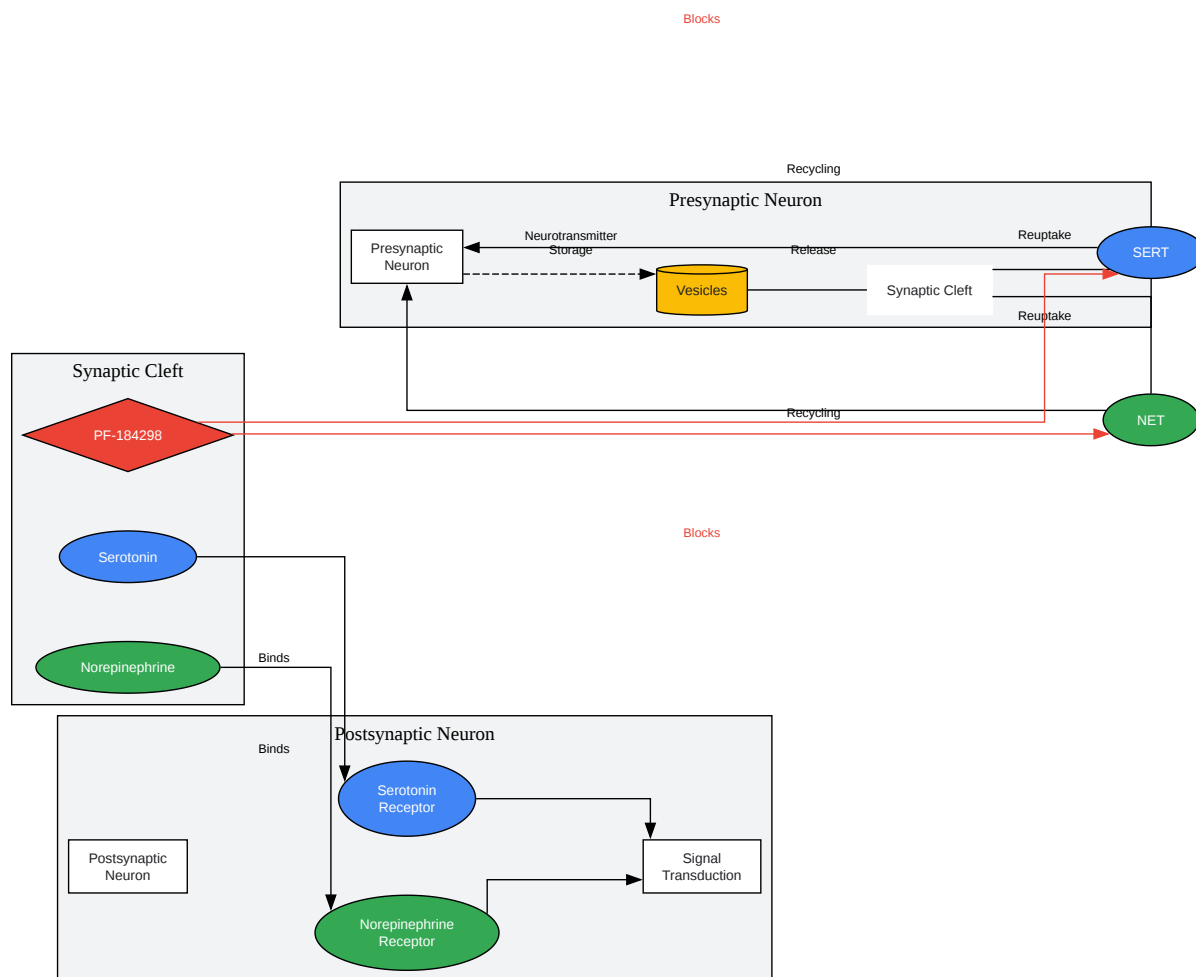 Blocks
Recycling
Presynaptic Neuron
Neurotransmitter
Storage
Release
Reuptake
Presynaptic
Neuron
Vesicles
Synaptic Cleft
SERT
Reuptake
Synaptic Cleft
PF-184298
Recycling
NET
Blocks
Serotonin
Norepinephrine
Binds
Postsynaptic Neuron
Binds
Serotonin
Receptor
Postsynaptic
Neuron
Signal
Transduction
Norepinephrine
Receptor